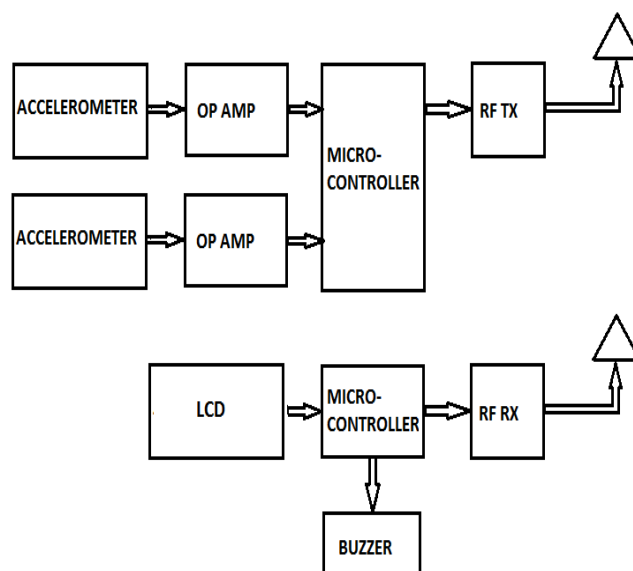 ACCELEROMETER
OP AMP
MICRO-
CONTROLLER
RF TX
ACCELEROMETER
OP AMP
LCD
MICRO-
CONTROLLER
RF RX
BUZZER